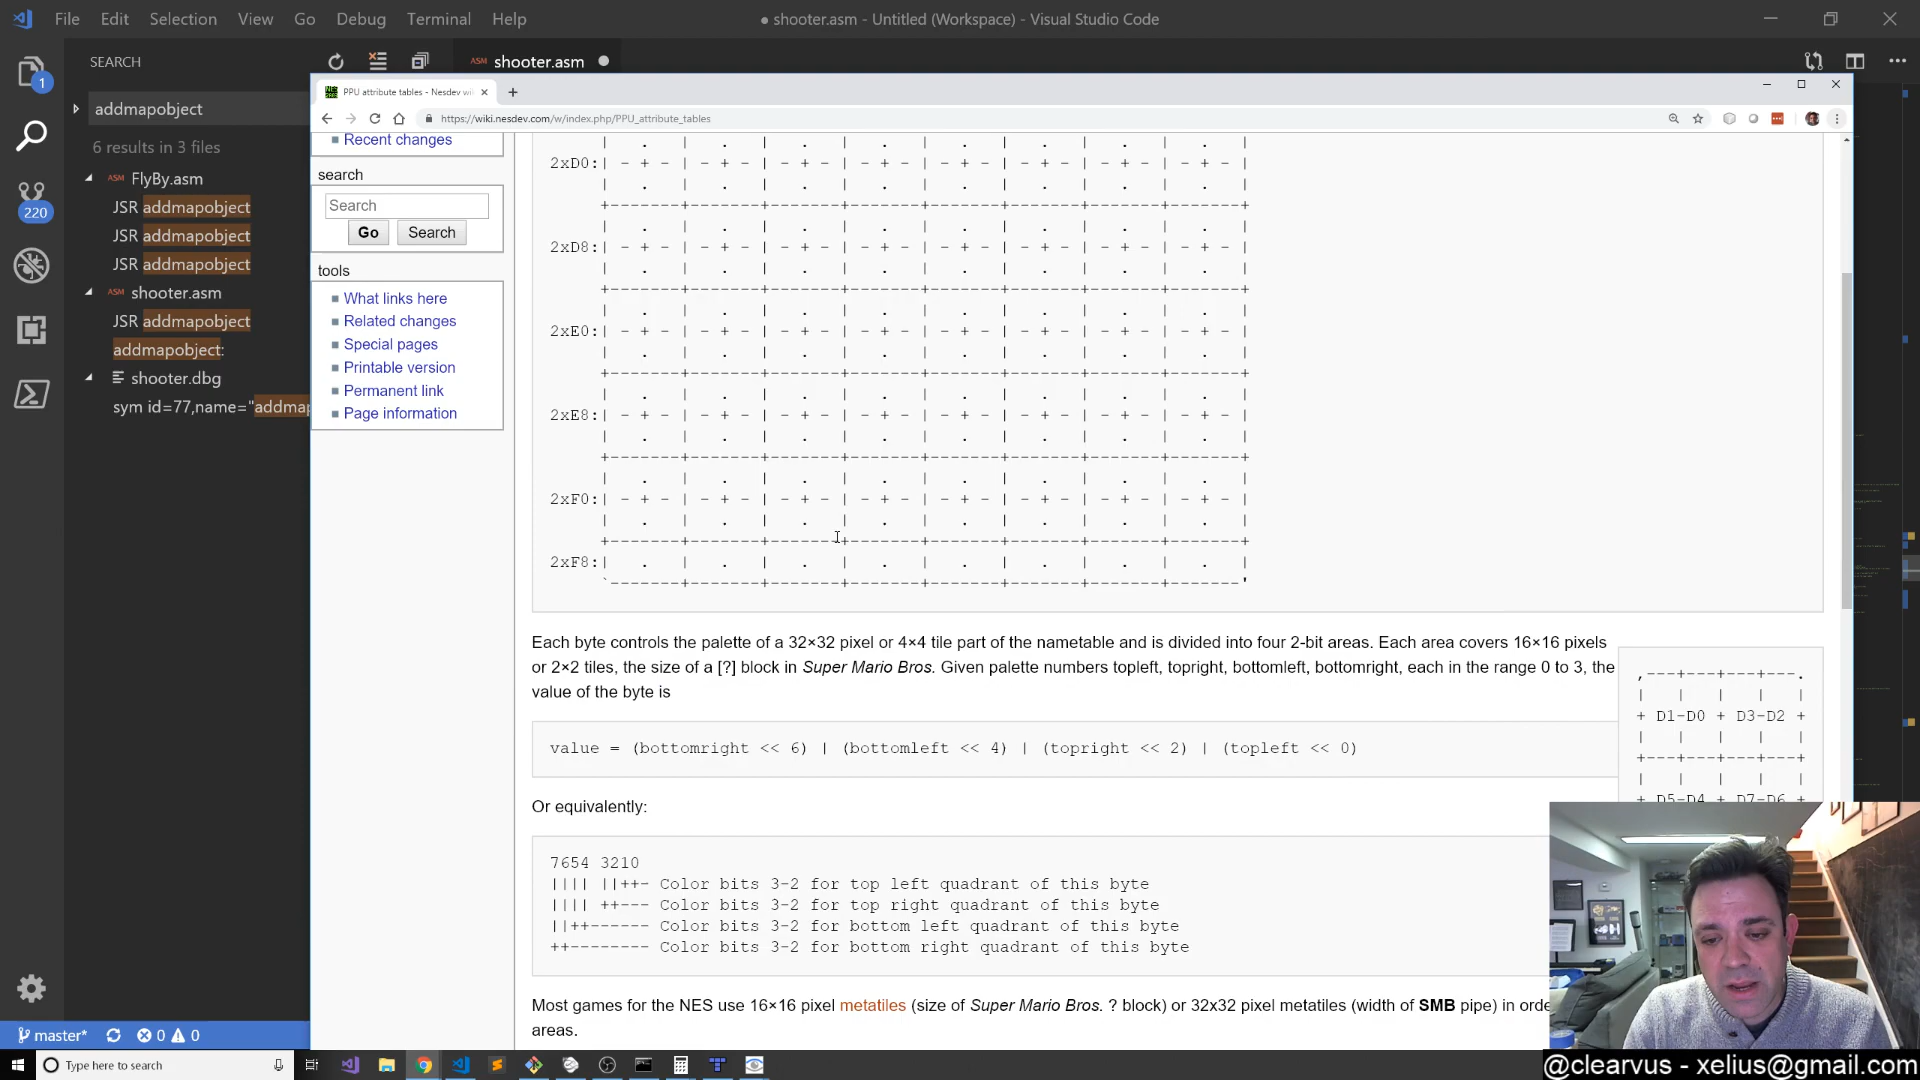 File Edit Selection View Go Debug Terminal Help
● shooter.asm - Untitled (Workspace) - Visual Studio Code
SEARCH
ASM shooter.asm
addmapobject
6 results in 3 files
ASM FlyBy.asm
JSR addmapobject
JSR addmapobject
JSR addmapobject
ASM shooter.asm
JSR addmapobject
addmapobject:
shooter.dbg
sym id=77,name="addmap
1
220
PPU attribute tables - Nesdev wi
https://wiki.nesdev.com/w/index.php/PPU_attribute_tables
Recent changes
search
Search
Go Search
tools
What links here
Related changes
Special pages
Printable version
Permanent link
Page information
2xD0:| - + - | - + - | - + - | - + - | - + - | - + - | - + - | - + - |
2xD8:| - + - | - + - | - + - | - + - | - + - | - + - | - + - | - + - |
2xE0:| - + - | - + - | - + - | - + - | - + - | - + - | - + - | - + - |
2xE8:| - + - | - + - | - + - | - + - | - + - | - + - | - + - | - + - |
2xF0:| - + - | - + - | - + - | - + - | - + - | - + - | - + - | - + - |
2xF8:| . | . | . | . | . | . | . | . |
Each byte controls the palette of a 32×32 pixel or 4×4 tile part of the nametable and is divided into four 2-bit areas. Each area covers 16×16 pixels
or 2×2 tiles, the size of a [?] block in Super Mario Bros. Given palette numbers topleft, topright, bottomleft, bottomright, each in the range 0 to 3, the
value of the byte is
,---+---+---+---.
| | | | |
+ D1-D0 + D3-D2 +
| | | | |
+---+---+---+---+
| | | | |
+ D5-D4 + D7-D6 +
value = (bottomright << 6) | (bottomleft << 4) | (topright << 2) | (topleft << 0)
Or equivalently:
7654 3210
|||| ||++- Color bits 3-2 for top left quadrant of this byte
|||| ++--- Color bits 3-2 for top right quadrant of this byte
||++------ Color bits 3-2 for bottom left quadrant of this byte
++-------- Color bits 3-2 for bottom right quadrant of this byte
Most games for the NES use 16×16 pixel metatiles (size of Super Mario Bros. ? block) or 32x32 pixel metatiles (width of SMB pipe) in orde
areas.
master* 0 0
Type here to search
@clearvus - xelius@gmail.com